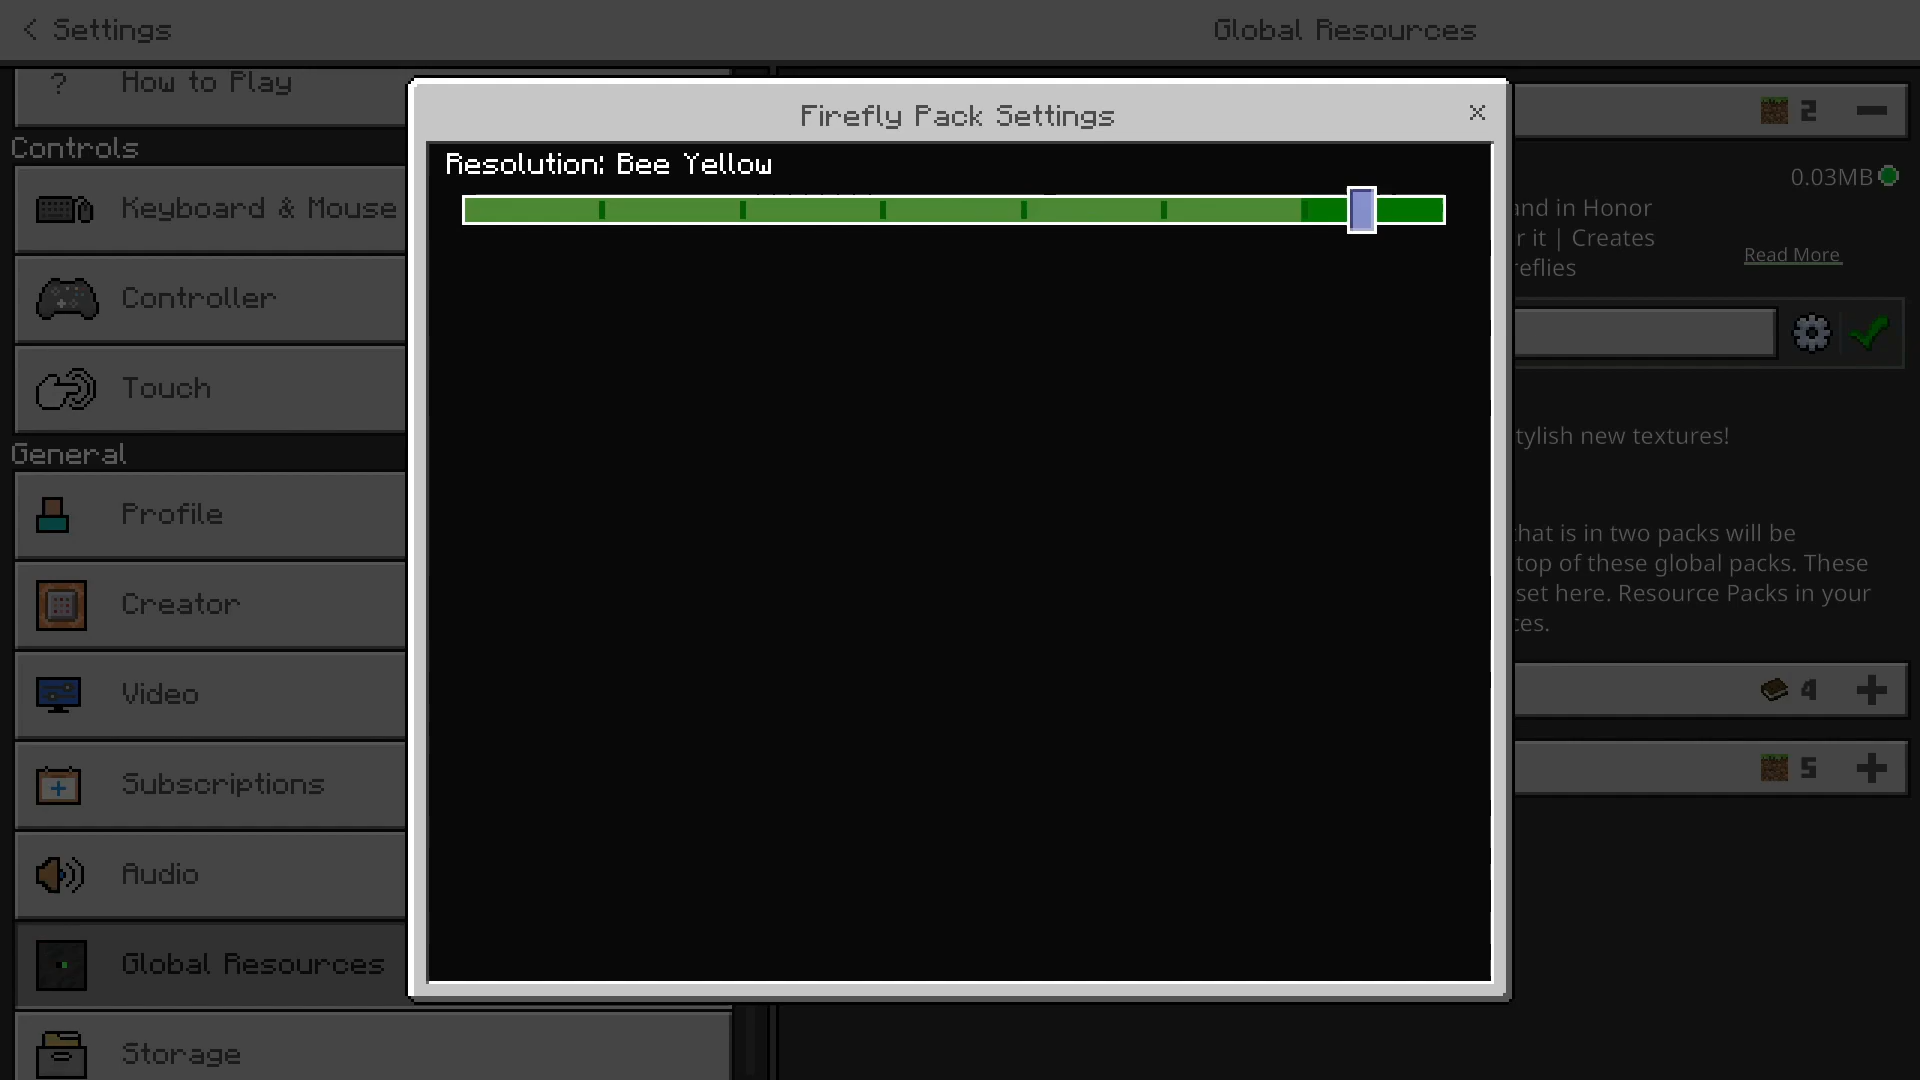 Settings
Global Resources
? How to Play
Controls
Keyboard & Mouse
Controller
Touch
General
Profile
Creator
Video
Subscriptions
Audio
Global Resources
Storage
Firefly Pack Settings
Resolution: Bee Yellow
2
0.03MB
and in Honor
r it | Creates
reflies
Read More
tylish new textures!
that is in two packs will be
top of these global packs. These
set here. Resource Packs in your
ces.
4
5